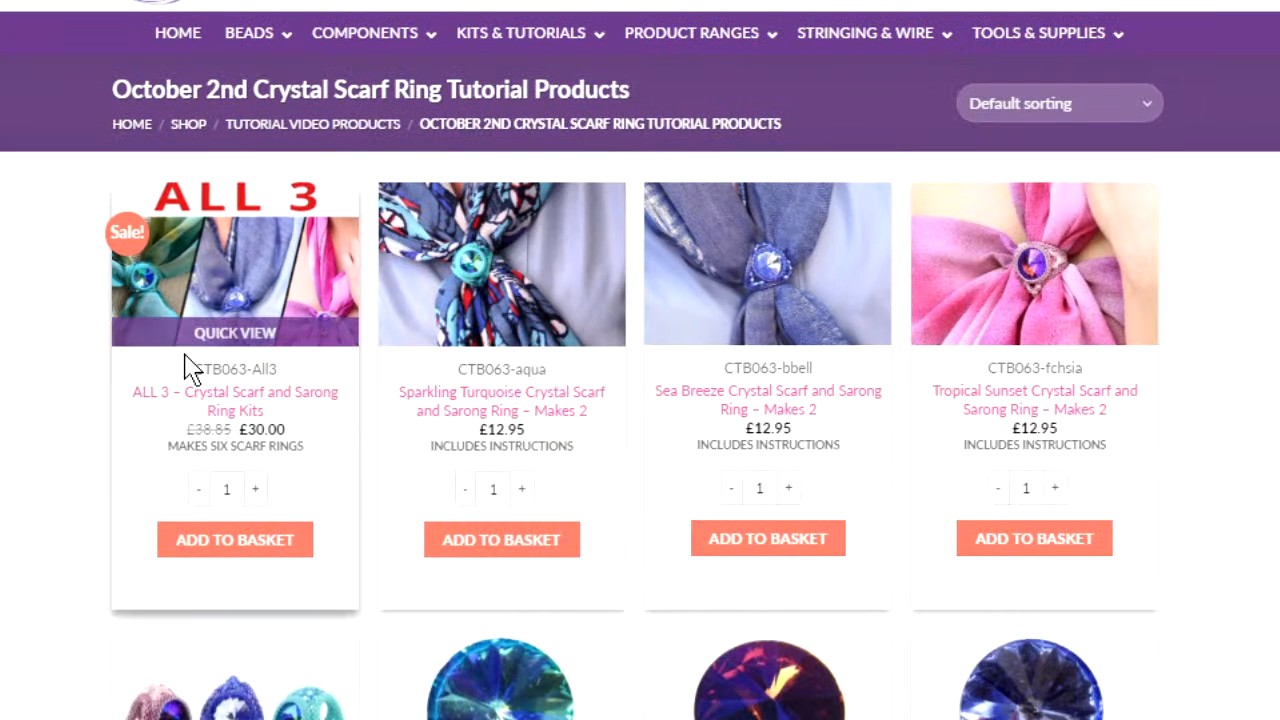 HOME BEADS COMPONENTS KITS & TUTORIALS PRODUCT RANGES STRINGING & WIRE TOOLS & SUPPLIES
October 2nd Crystal Scarf Ring Tutorial Products
Default sorting
HOME / SHOP / TUTORIAL VIDEO PRODUCTS / OCTOBER 2ND CRYSTAL SCARF RING TUTORIAL PRODUCTS
ALL 3
Sale!
QUICK VIEW
CTB063-All3
ALL 3 – Crystal Scarf and Sarong
Ring Kits
£38.85 £30.00
MAKES SIX SCARF RINGS
- 1 +
ADD TO BASKET
CTB063-aqua
Sparkling Turquoise Crystal Scarf
and Sarong Ring – Makes 2
£12.95
INCLUDES INSTRUCTIONS
- 1 +
ADD TO BASKET
CTB063-bbell
Sea Breeze Crystal Scarf and Sarong
Ring – Makes 2
£12.95
INCLUDES INSTRUCTIONS
- 1 +
ADD TO BASKET
CTB063-fchsia
Tropical Sunset Crystal Scarf and
Sarong Ring – Makes 2
£12.95
INCLUDES INSTRUCTIONS
- 1 +
ADD TO BASKET